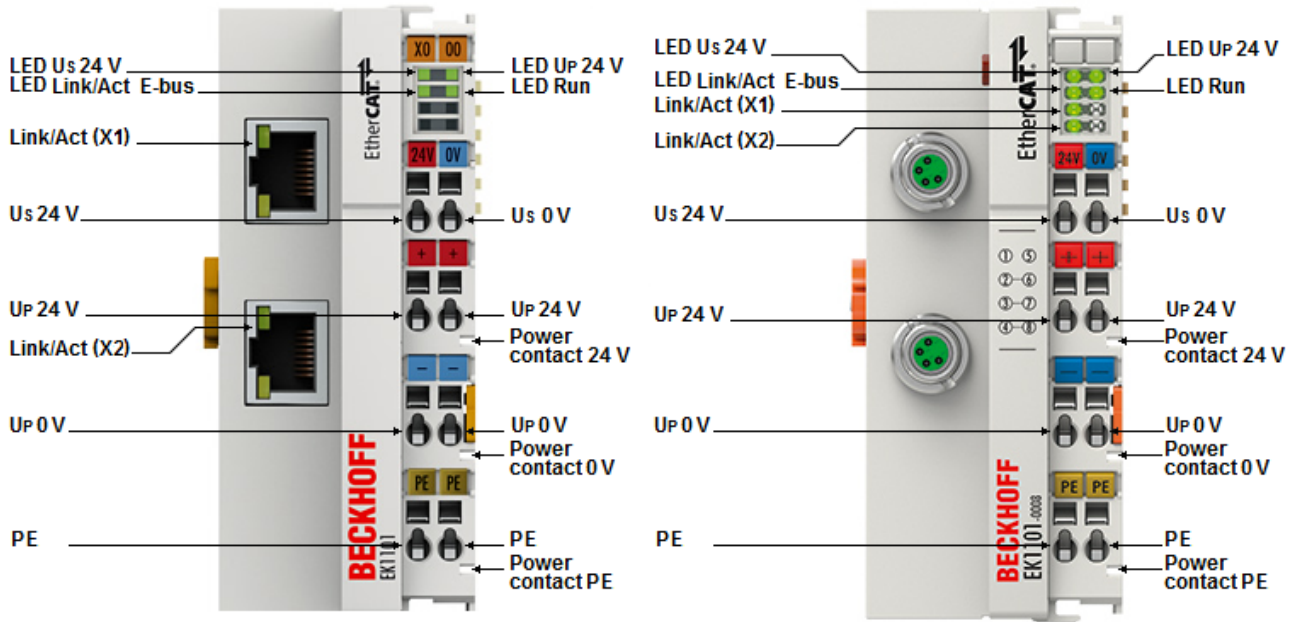 LED Us 24 V
LED Link/Act E-bus
Link/Act (X1)
Us 24 V
UP 24 V
Link/Act (X2)
UP 0 V
PE
X0 00
EtherCAT
24V 0V
+ +
- -
PE PE
BECKHOFF
EK1101
LED UP 24 V
LED Run
Us 0 V
UP 24 V
Power
contact 24 V
UP 0 V
Power
contact 0 V
PE
Power
contact PE
LED Us 24 V
LED Link/Act E-bus
Link/Act (X1)
Link/Act (X2)
Us 24 V
UP 24 V
UP 0 V
PE
EtherCAT
24V 0V
+ +
1 5
2 6
3 7
4 8
— —
PE PE
BECKHOFF
EK1101-0008
LED UP 24 V
LED Run
Us 0 V
UP 24 V
Power
contact 24 V
UP 0 V
Power
contact 0 V
PE
Power
contact PE